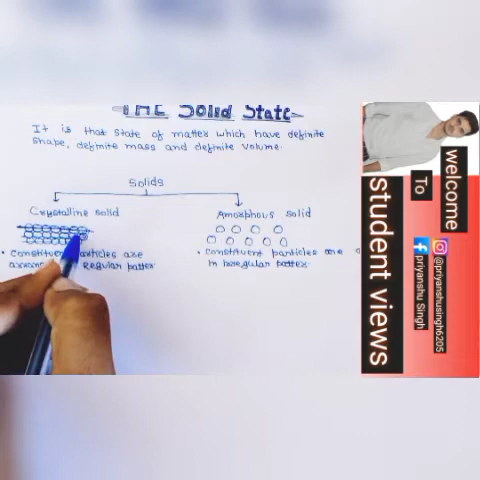 THE Solid State
It is that state of matter which have definite
shape, definite mass and definite volume.
Solids
Crystalline solid
Amorphous solid
• constituent particles are
Regular patter
• constituent particles are
in irregular patter
welcome
To
student views
@priyanshusingh6205
priyanshu Singh